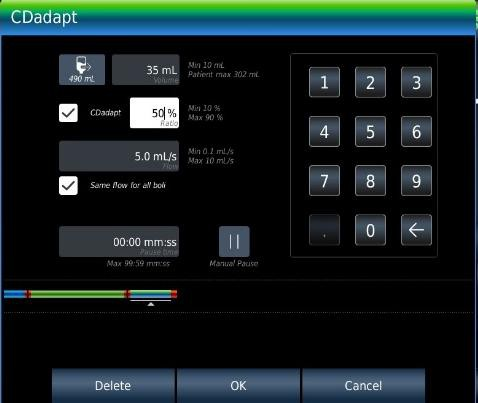 CDadapt
490 mL
35 mL
Volume
Min 10 mL
Patient max 302 mL
CDadapt
50%
Ratio
Min 10 %
Max 90 %
5.0 mL/s
Flow
Min 0.1 mL/s
Max 10 mL/s
Same flow for all boli
00:00 mm:ss
Pause time
Max 99:59 mm:ss
Manual Pause
1 2 3
4 5 6
7 8 9
. 0 ←
Delete OK Cancel